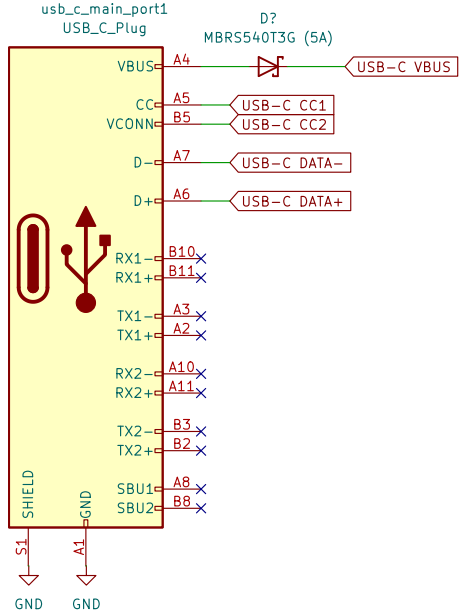 usb_c_main_port1
USB_C_Plug
D?
MBRS540T3G (5A)
VBUS A4 USB-C VBUS
CC A5 USB-C CC1
VCONN B5 USB-C CC2
D- A7 USB-C DATA-
D+ A6 USB-C DATA+
RX1- B10
RX1+ B11
TX1- A3
TX1+ A2
RX2- A10
RX2+ A11
TX2- B3
TX2+ B2
SBU1 A8
SBU2 B8
SHIELD
GND
S1
A1
GND
GND